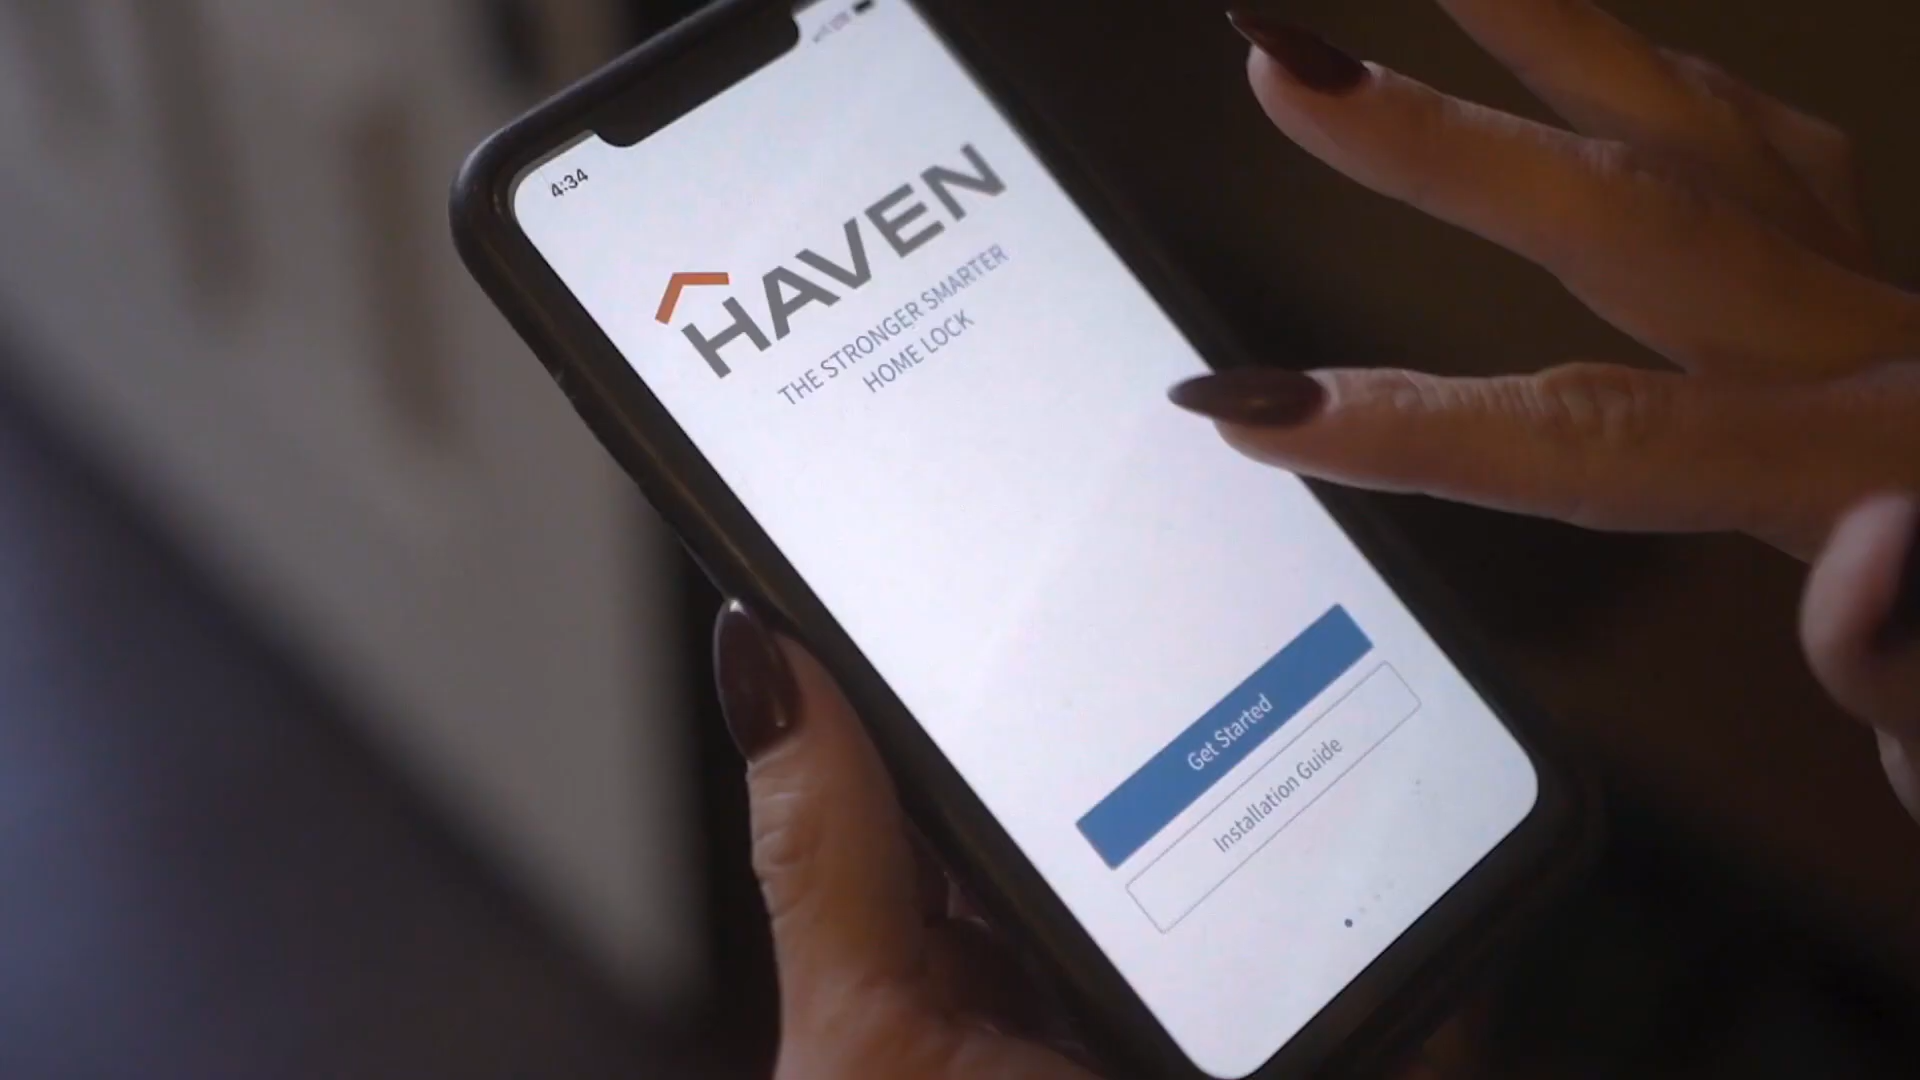 4:34
HAVEN
THE STRONGER SMARTER
HOME LOCK
Get Started
Installation Guide